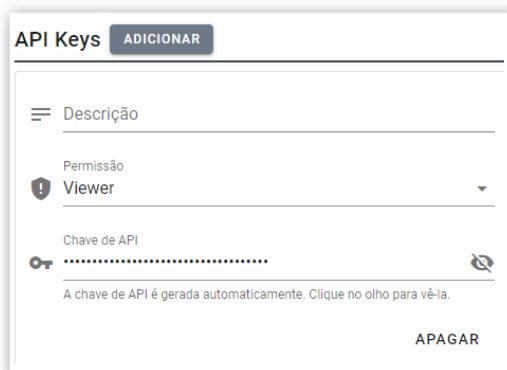 API Keys ADICIONAR
Descrição
Permissão
Viewer
Chave de API
••••••••••••••••••••••••••••••••••••
A chave de API é gerada automaticamente. Clique no olho para vê-la.
APAGAR